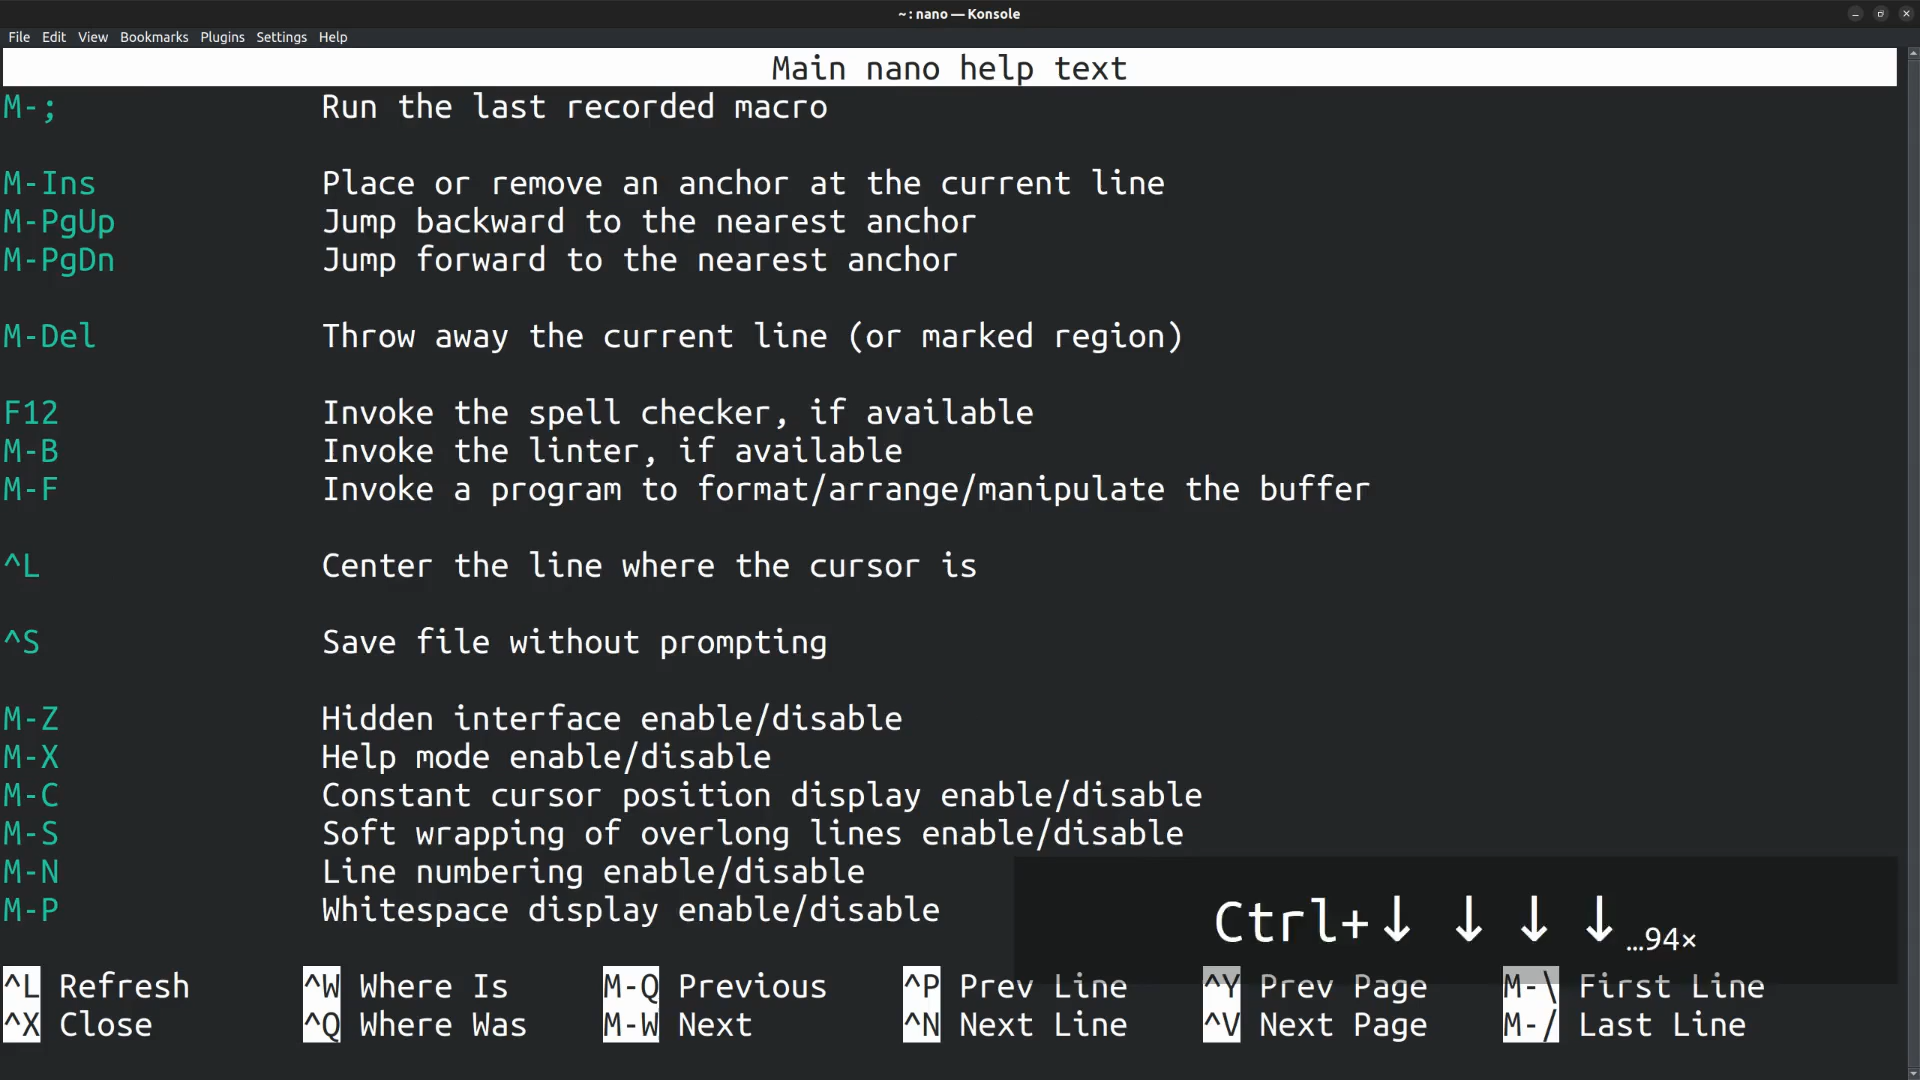 ~ : nano — Konsole
File Edit View Bookmarks Plugins Settings Help
Main nano help text
M-; Run the last recorded macro
M-Ins Place or remove an anchor at the current line
M-PgUp Jump backward to the nearest anchor
M-PgDn Jump forward to the nearest anchor
M-Del Throw away the current line (or marked region)
F12 Invoke the spell checker, if available
M-B Invoke the linter, if available
M-F Invoke a program to format/arrange/manipulate the buffer
^L Center the line where the cursor is
^S Save file without prompting
M-Z Hidden interface enable/disable
M-X Help mode enable/disable
M-C Constant cursor position display enable/disable
M-S Soft wrapping of overlong lines enable/disable
M-N Line numbering enable/disable
M-P Whitespace display enable/disable
Ctrl+↓ ↓ ↓ ↓ …94×
^L Refresh ^W Where Is M-Q Previous ^P Prev Line ^Y Prev Page M-\ First Line
^X Close ^Q Where Was M-W Next ^N Next Line ^V Next Page M-/ Last Line